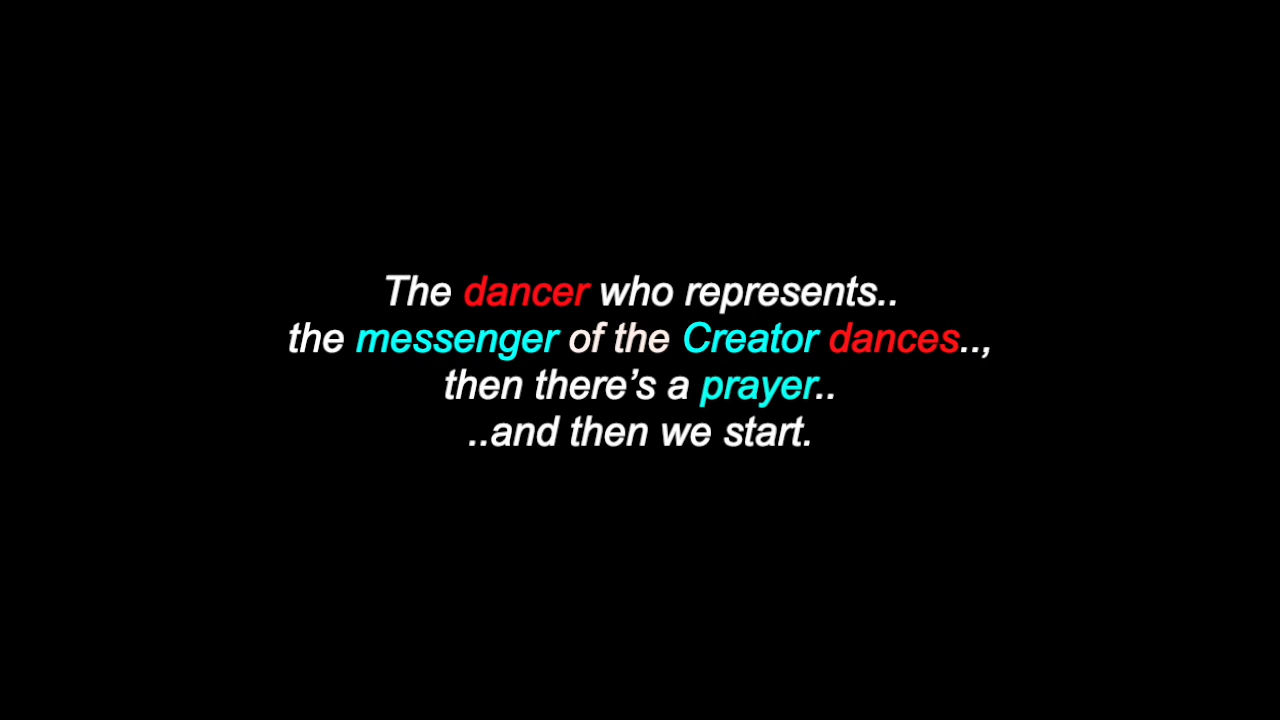 The dancer who represents..
the messenger of the Creator dances..,
then there’s a prayer..
..and then we start.